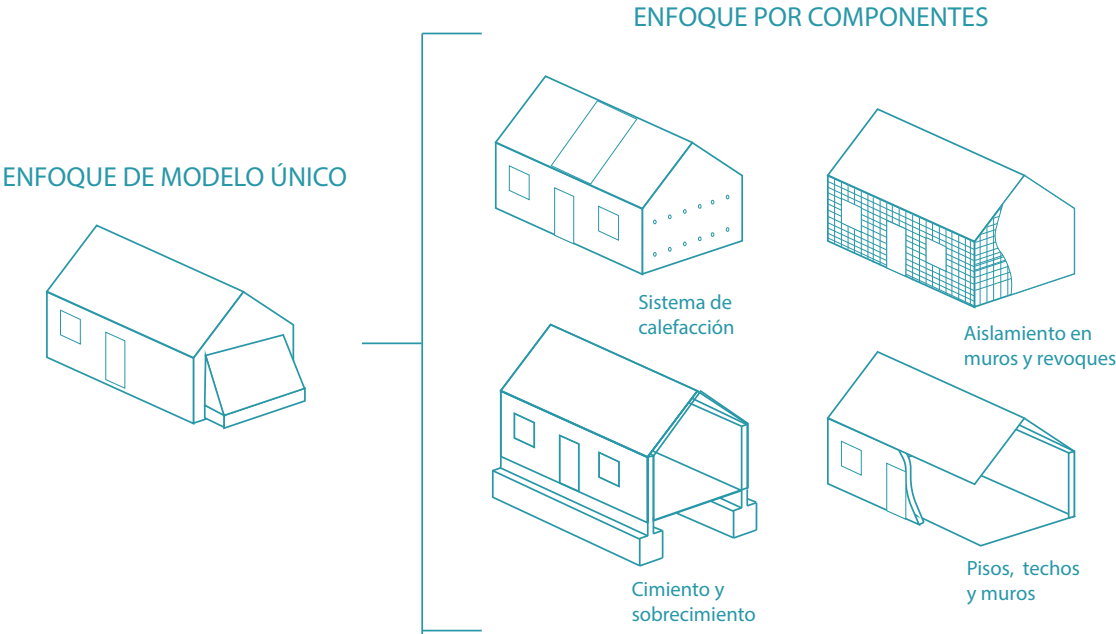 ENFOQUE POR COMPONENTES
ENFOQUE DE MODELO ÚNICO
Sistema de
calefacción
Aislamiento en
muros y revoques
Cimiento y
sobrecimiento
Pisos, techos
y muros